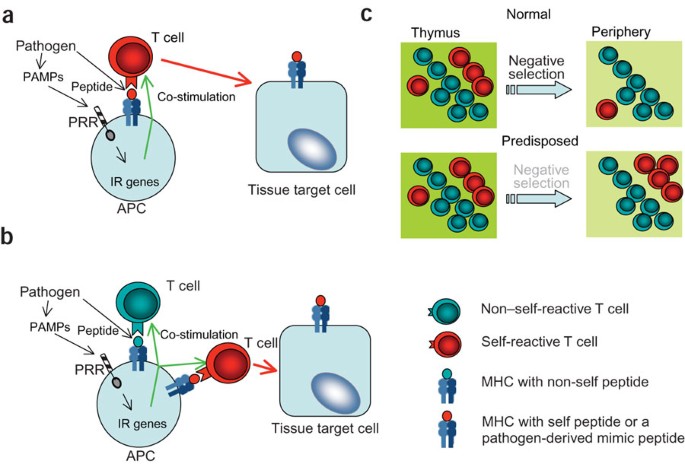 a
Pathogen
PAMPs
Peptide
PRR
T cell
Co-stimulation
IR genes
APC
Tissue target cell
b
Pathogen
PAMPs
Peptide
PRR
T cell
Co-stimulation
T cell
IR genes
APC
Tissue target cell
c
Normal
Thymus
Periphery
Negative
selection
Predisposed
Negative
selection
Non–self-reactive T cell
Self-reactive T cell
MHC with non-self peptide
MHC with self peptide or a
pathogen-derived mimic peptide